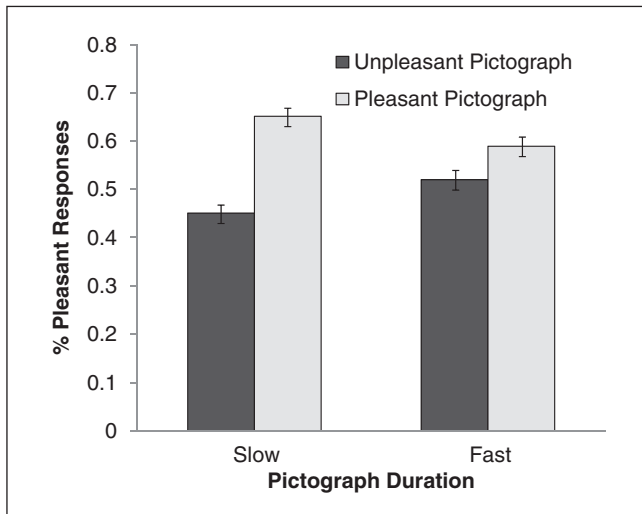 0.8
0.7
0.6
0.5
0.4
0.3
0.2
0.1
0
% Pleasant Responses
Unpleasant Pictograph
Pleasant Pictograph
Slow
Fast
Pictograph Duration